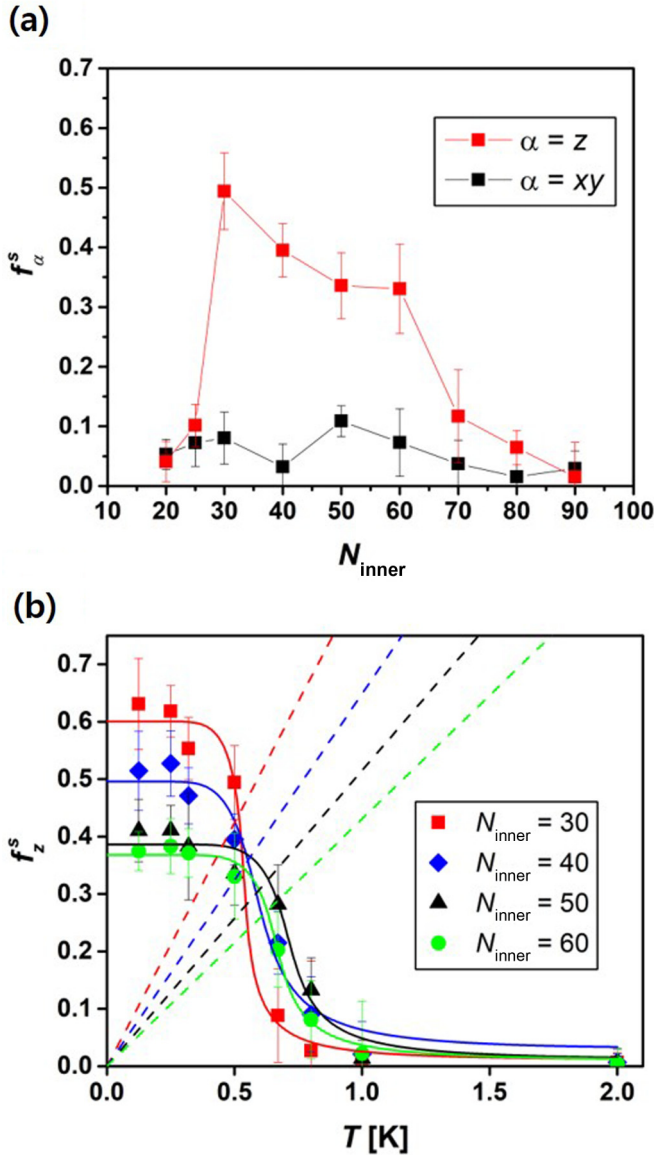 (a)
0.7
0.6
0.5
0.4
0.3
0.2
0.1
0.0
f^s_α
α = z
α = xy
10 20 30 40 50 60 70 80 90 100
N_inner
(b)
0.7
0.6
0.5
0.4
0.3
0.2
0.1
0.0
f^s_z
N_inner = 30
N_inner = 40
N_inner = 50
N_inner = 60
0.0 0.5 1.0 1.5 2.0
T [K]